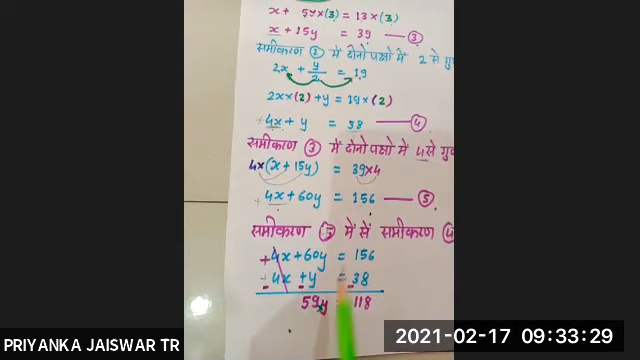 x + 5y×(3) = 13×(3)
x + 15y = 39 —— ③
समीकरण ② में दोनो पक्षो में 2 से
2x + y/2 = 19
2x×(2) + y = 19×(2)
4x + y = 38 —— ④
समीकरण ③ में दोनो पक्षो में 4 से
4×(x + 15y) = 39×4
4x + 60y = 156 —— ⑤
समीकरण ⑤ में सें समीकरण ④
+4x + 60y = 156
4x + y = 38
59y 118
PRIYANKA JAISWAR TR
2021-02-17 09:33:29